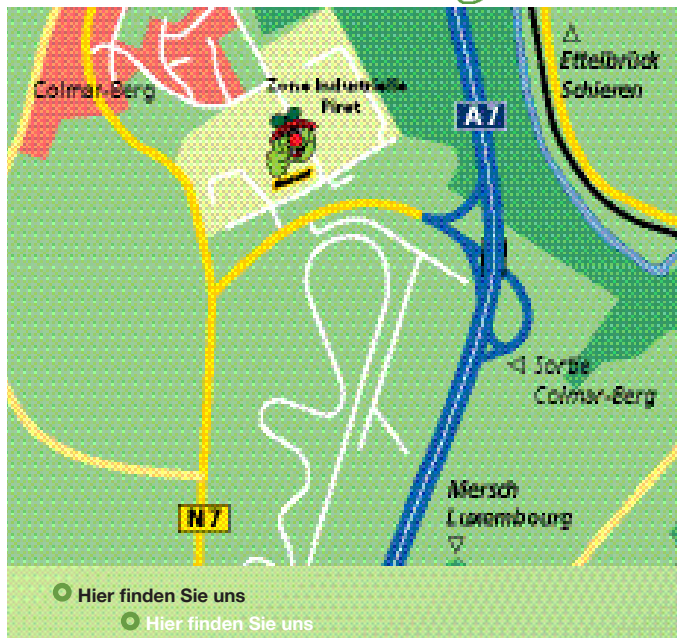 Ettelbrück
Schieren
Colmar-Berg
Zone Industrielle
Piret
A 7
Sortie
Colmar-Berg
Mersch
Luxembourg
N 7
Hier finden Sie uns
Hier finden Sie uns